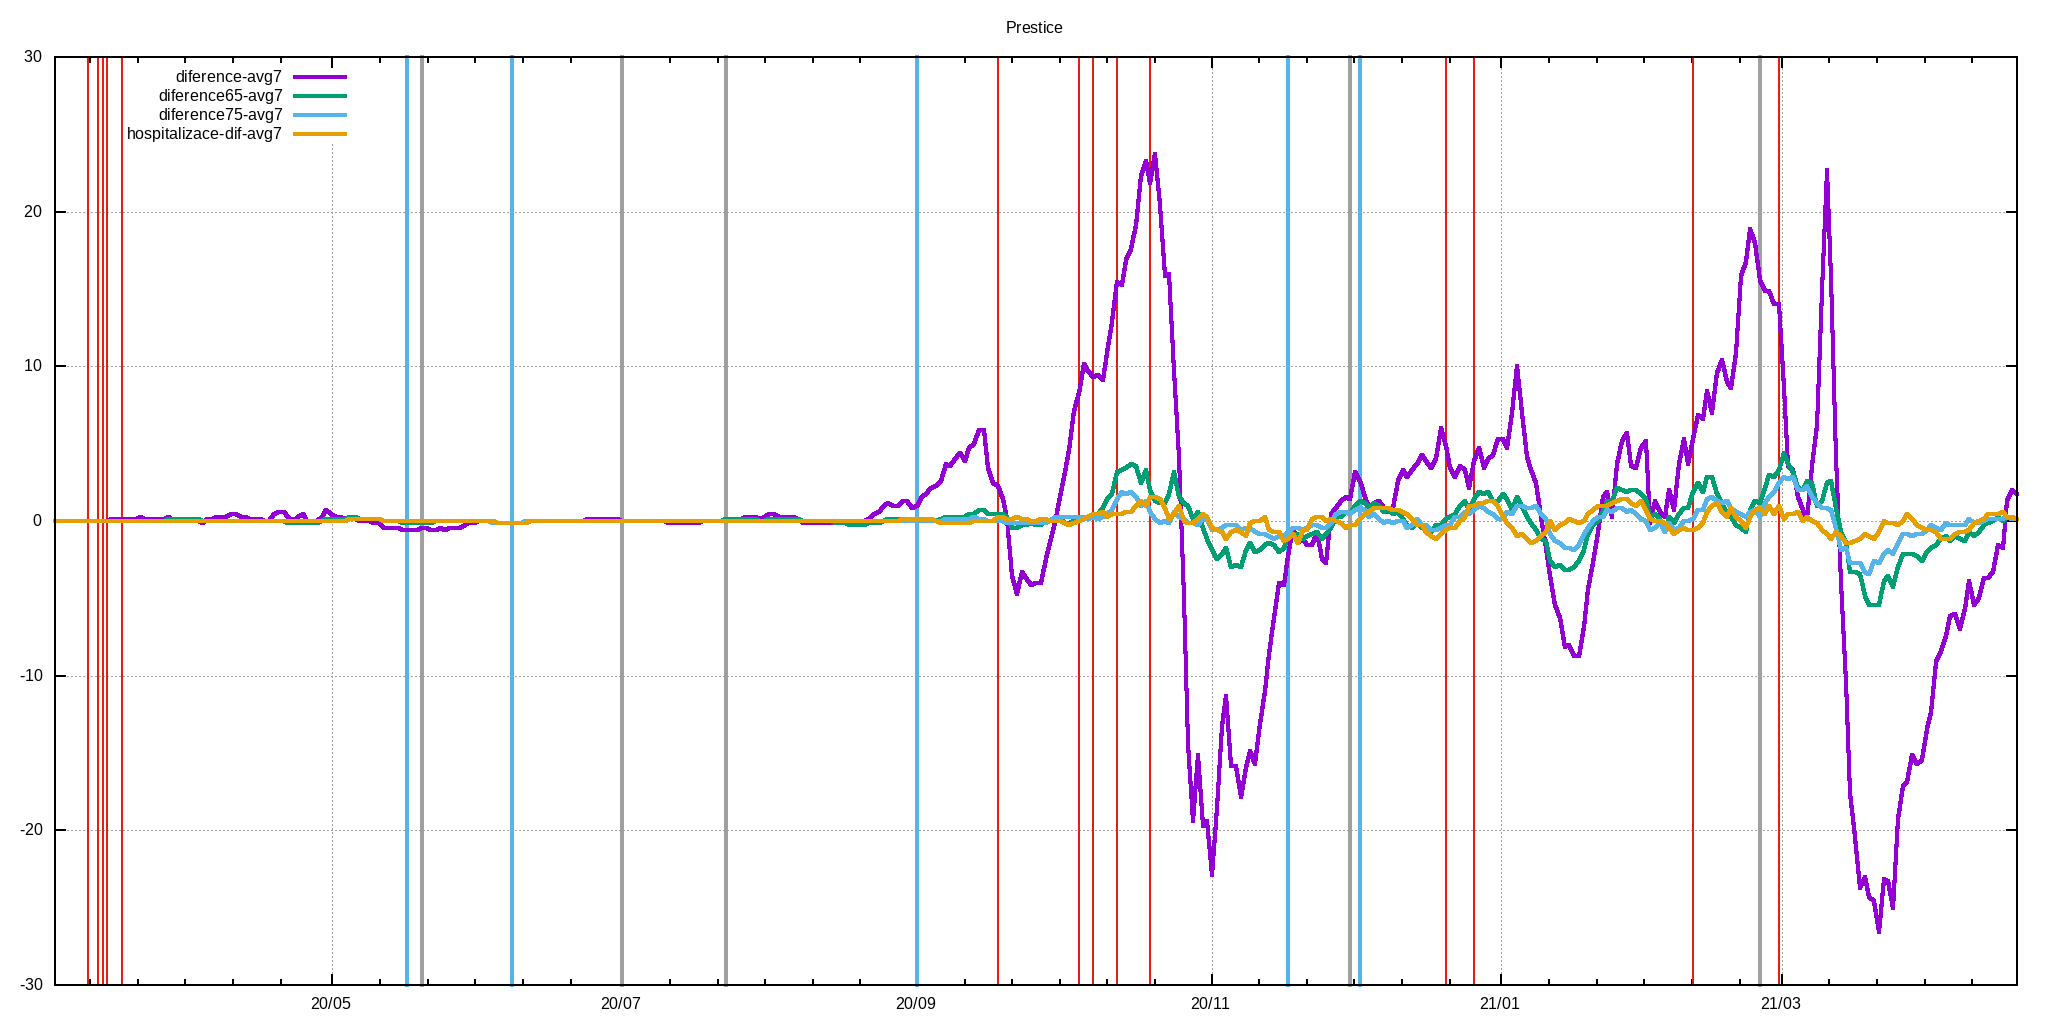 Prestice
30
diference-avg7
diference65-avg7
diference75-avg7
hospitalizace-dif-avg7
20
10
0
-10
-20
-30
20/05 20/07 20/09 20/11 21/01 21/03